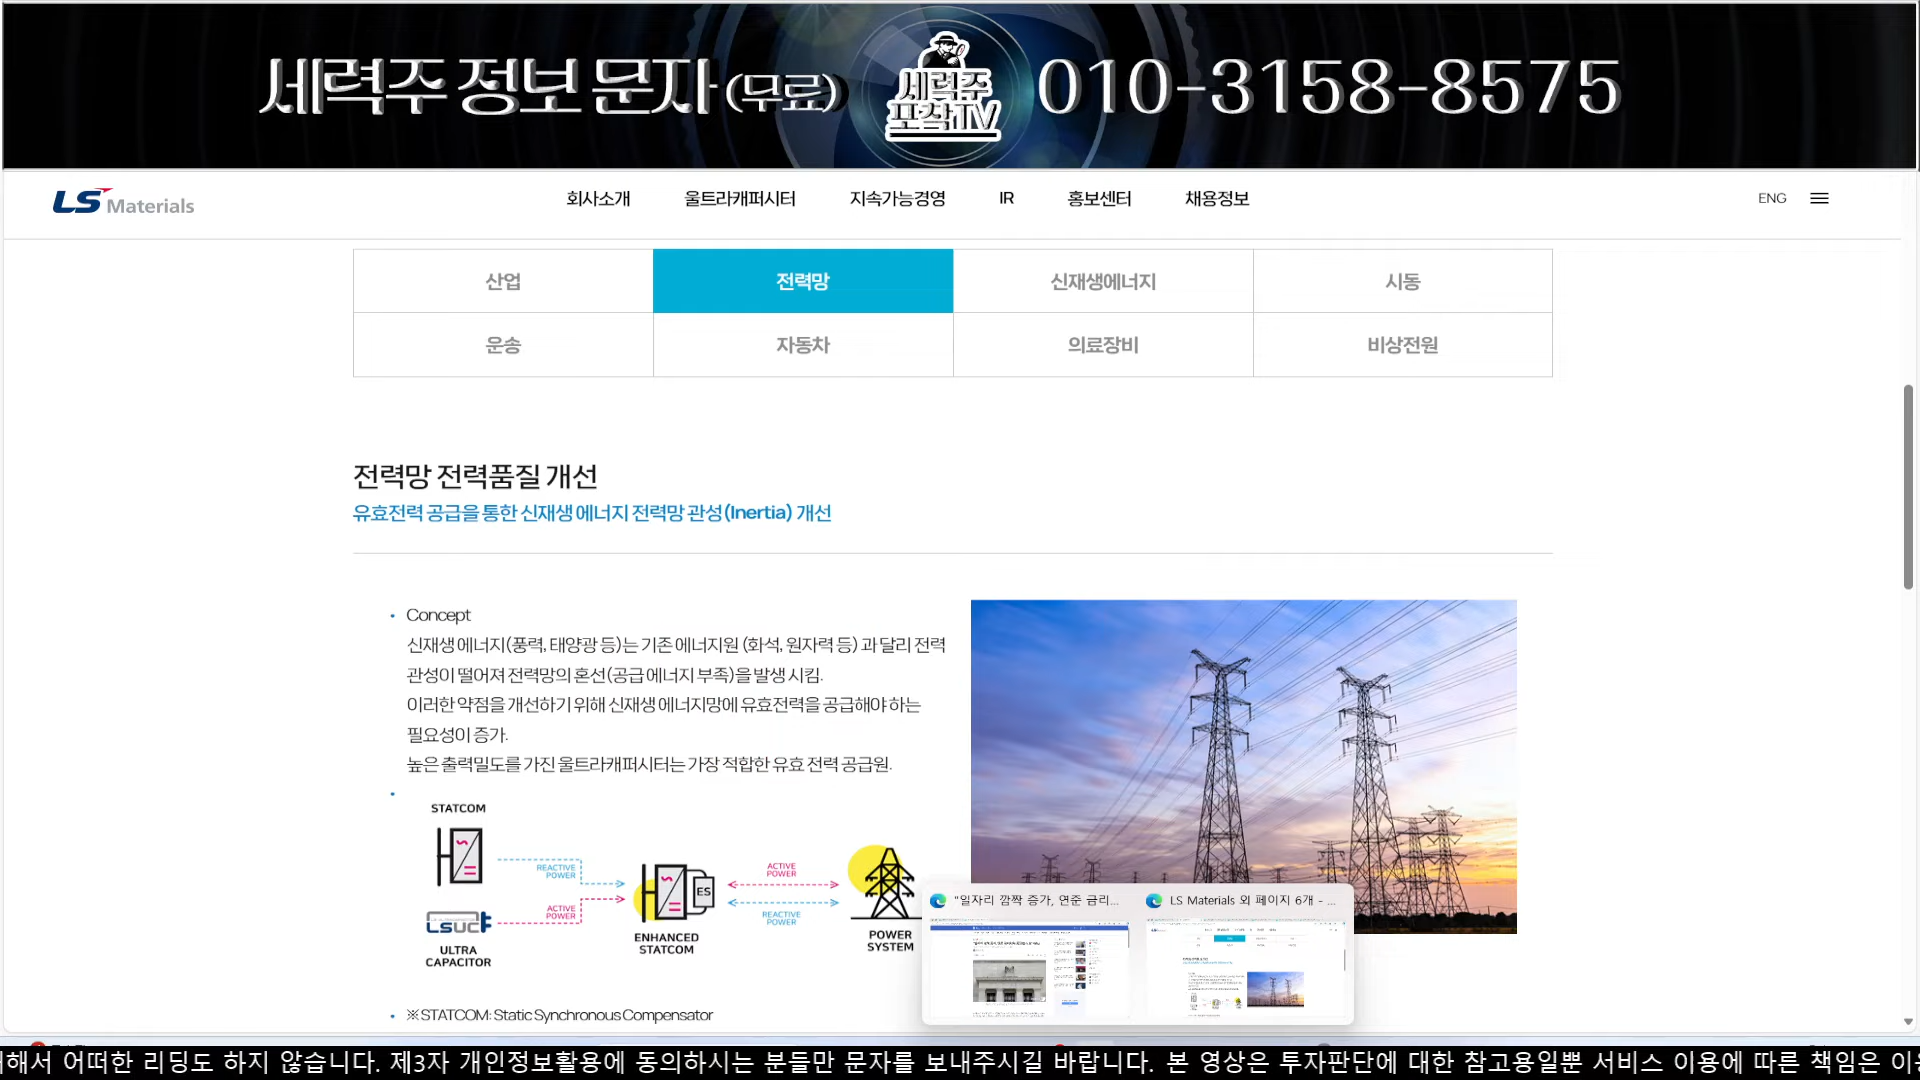 세력주 정보 문자 (무료)
세력주
포착TV
010-3158-8575
LS Materials
회사소개
울트라캐퍼시터
지속가능경영
IR
홍보센터
채용정보
ENG
산업
전력망
신재생에너지
시동
운송
자동차
의료장비
비상전원
전력망 전력품질 개선
유효전력 공급을 통한 신재생 에너지 전력망 관성(Inertia) 개선
• Concept
신재생 에너지(풍력, 태양광 등)는 기존 에너지원 (화석, 원자력 등) 과 달리 전력
관성이 떨어져 전력망의 혼선(공급 에너지 부족)을 발생 시킴.
이러한 약점을 개선하기 위해 신재생 에너지망에 유효전력을 공급해야 하는
필요성이 증가.
높은 출력밀도를 가진 울트라캐퍼시터는 가장 적합한 유효 전력 공급원.
STATCOM
REACTIVE
POWER
ACTIVE
POWER
LSUC
ULTRA
CAPACITOR
ES
ENHANCED
STATCOM
ACTIVE
POWER
REACTIVE
POWER
POWER
SYSTEM
• ※ STATCOM: Static Synchronous Compensator
"일자리 깜짝 증가, 연준 금리...
LS Materials 외 페이지 6개 - ...
해서 어떠한 리딩도 하지 않습니다. 제3자 개인정보활용에 동의하시는 분들만 문자를 보내주시길 바랍니다. 본 영상은 투자판단에 대한 참고용일뿐 서비스 이용에 따른 책임은 이